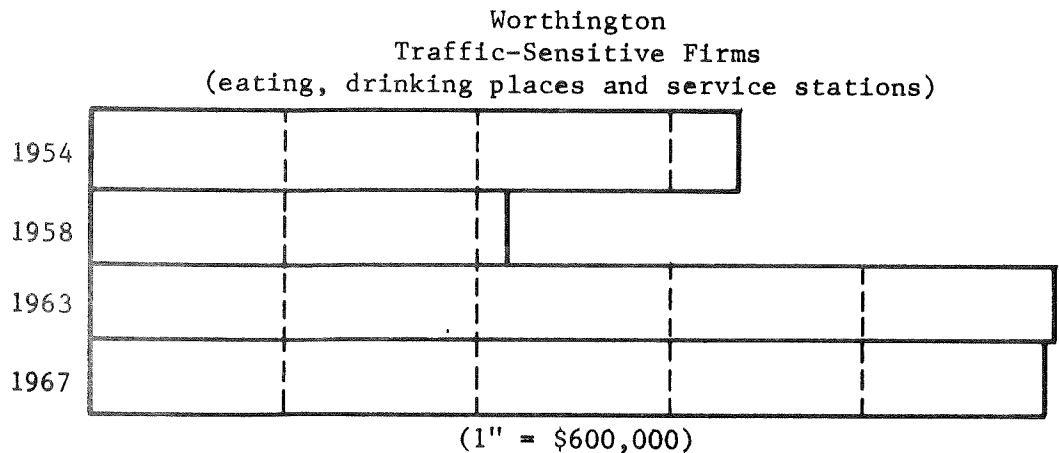 Worthington
Traffic-Sensitive Firms
(eating, drinking places and service stations)
1954
1958
1963
1967
(1" = $600,000)